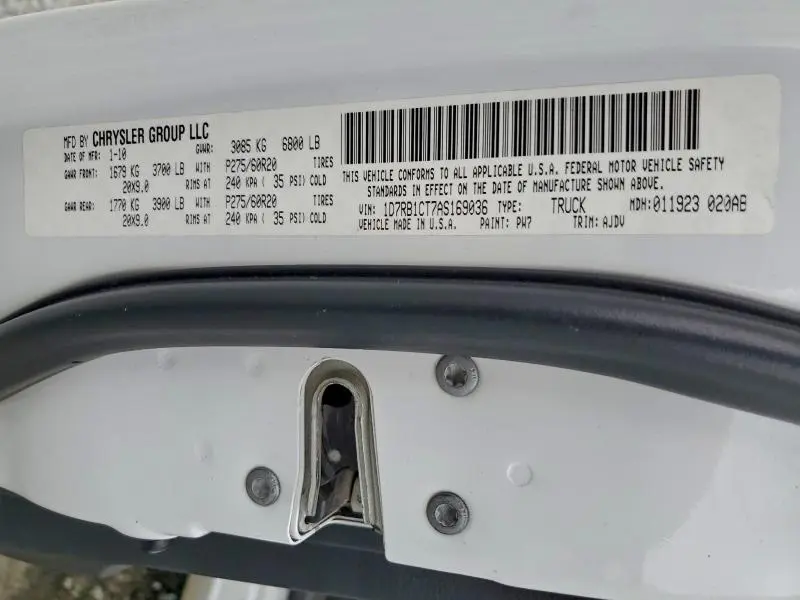 MFD BY CHRYSLER GROUP LLC
DATE OF MFR: 1-10 GVWR: 3085 KG 6800 LB
GAWR FRONT: 1679 KG 3700 LB WITH P275/60R20 TIRES
20X9.0 RIMS AT 240 KPA ( 35 PSI) COLD
GAWR REAR: 1770 KG 3900 LB WITH P275/60R20 TIRES
20X9.0 RIMS AT 240 KPA ( 35 PSI) COLD
THIS VEHICLE CONFORMS TO ALL APPLICABLE U.S.A. FEDERAL MOTOR VEHICLE SAFETY
STANDARDS IN EFFECT ON THE DATE OF MANUFACTURE SHOWN ABOVE.
VIN: 1D7RB1CT7AS169036 TYPE: TRUCK MDH: 011923 020AB
VEHICLE MADE IN U.S.A. PAINT: PW7 TRIM: AJDV